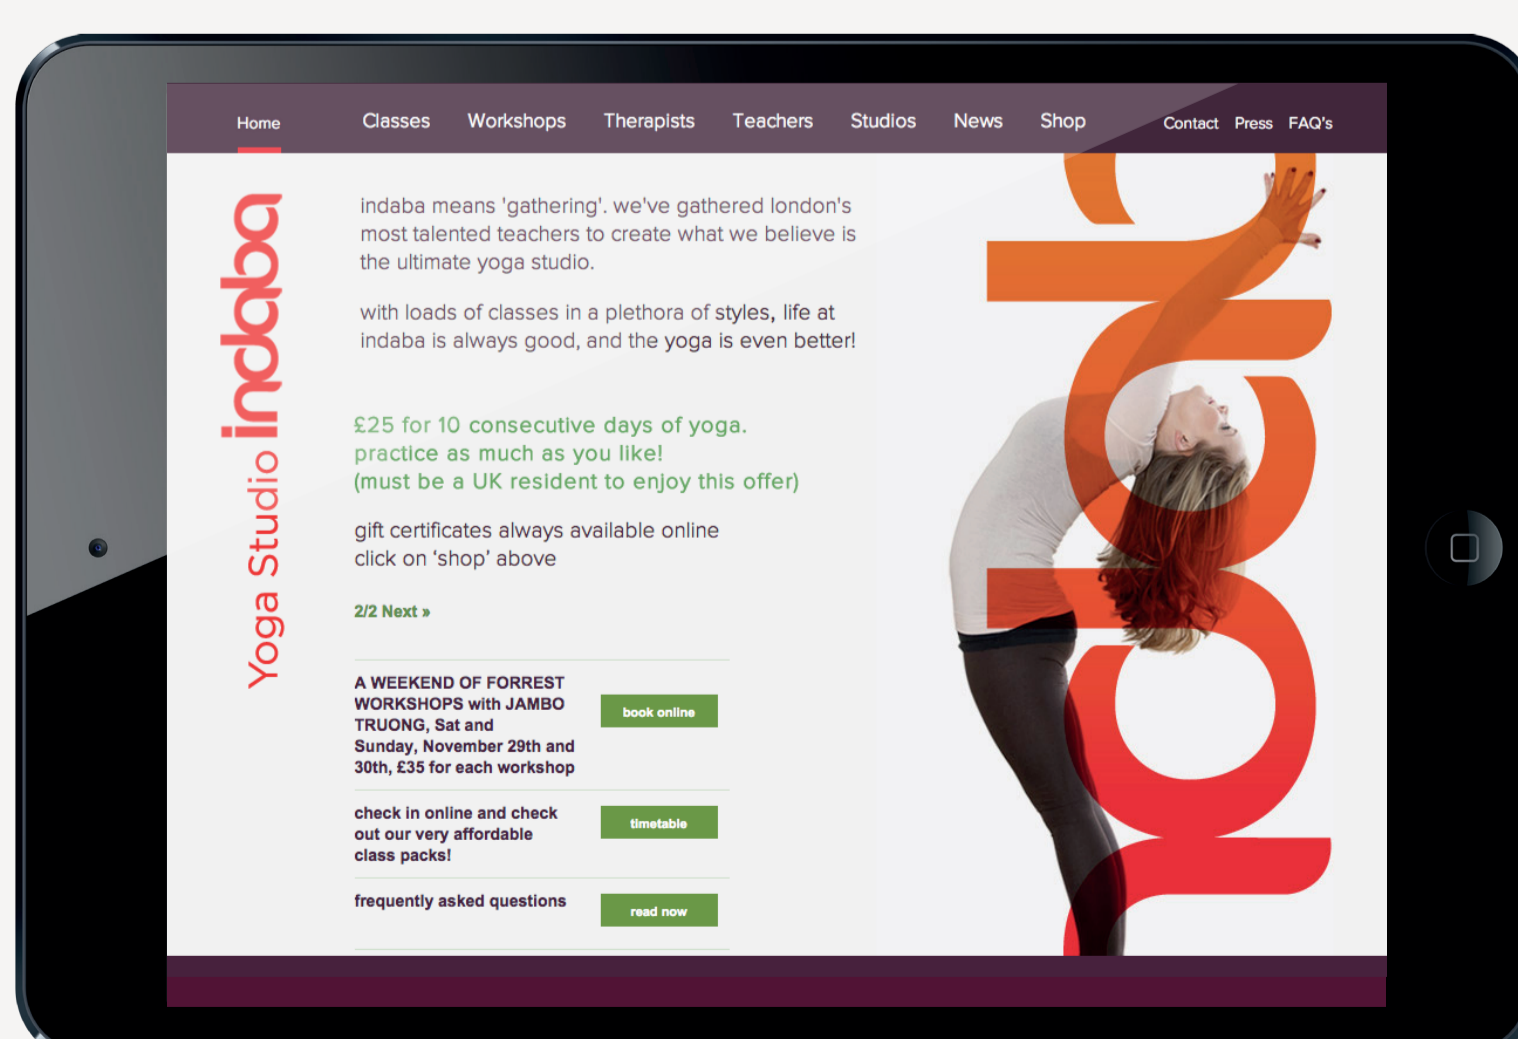 Home
Classes
Workshops
Therapists
Teachers
Studios
News
Shop
Contact
Press
FAQ's
Yoga Studio indaba
indaba means 'gathering'. we've gathered london's
most talented teachers to create what we believe is
the ultimate yoga studio.
with loads of classes in a plethora of styles, life at
indaba is always good, and the yoga is even better!
£25 for 10 consecutive days of yoga.
practice as much as you like!
(must be a UK resident to enjoy this offer)
gift certificates always available online
click on ‘shop’ above
2/2 Next »
A WEEKEND OF FORREST
WORKSHOPS with JAMBO
TRUONG, Sat and
Sunday, November 29th and
30th, £35 for each workshop
book online
check in online and check
out our very affordable
class packs!
timetable
frequently asked questions
read now